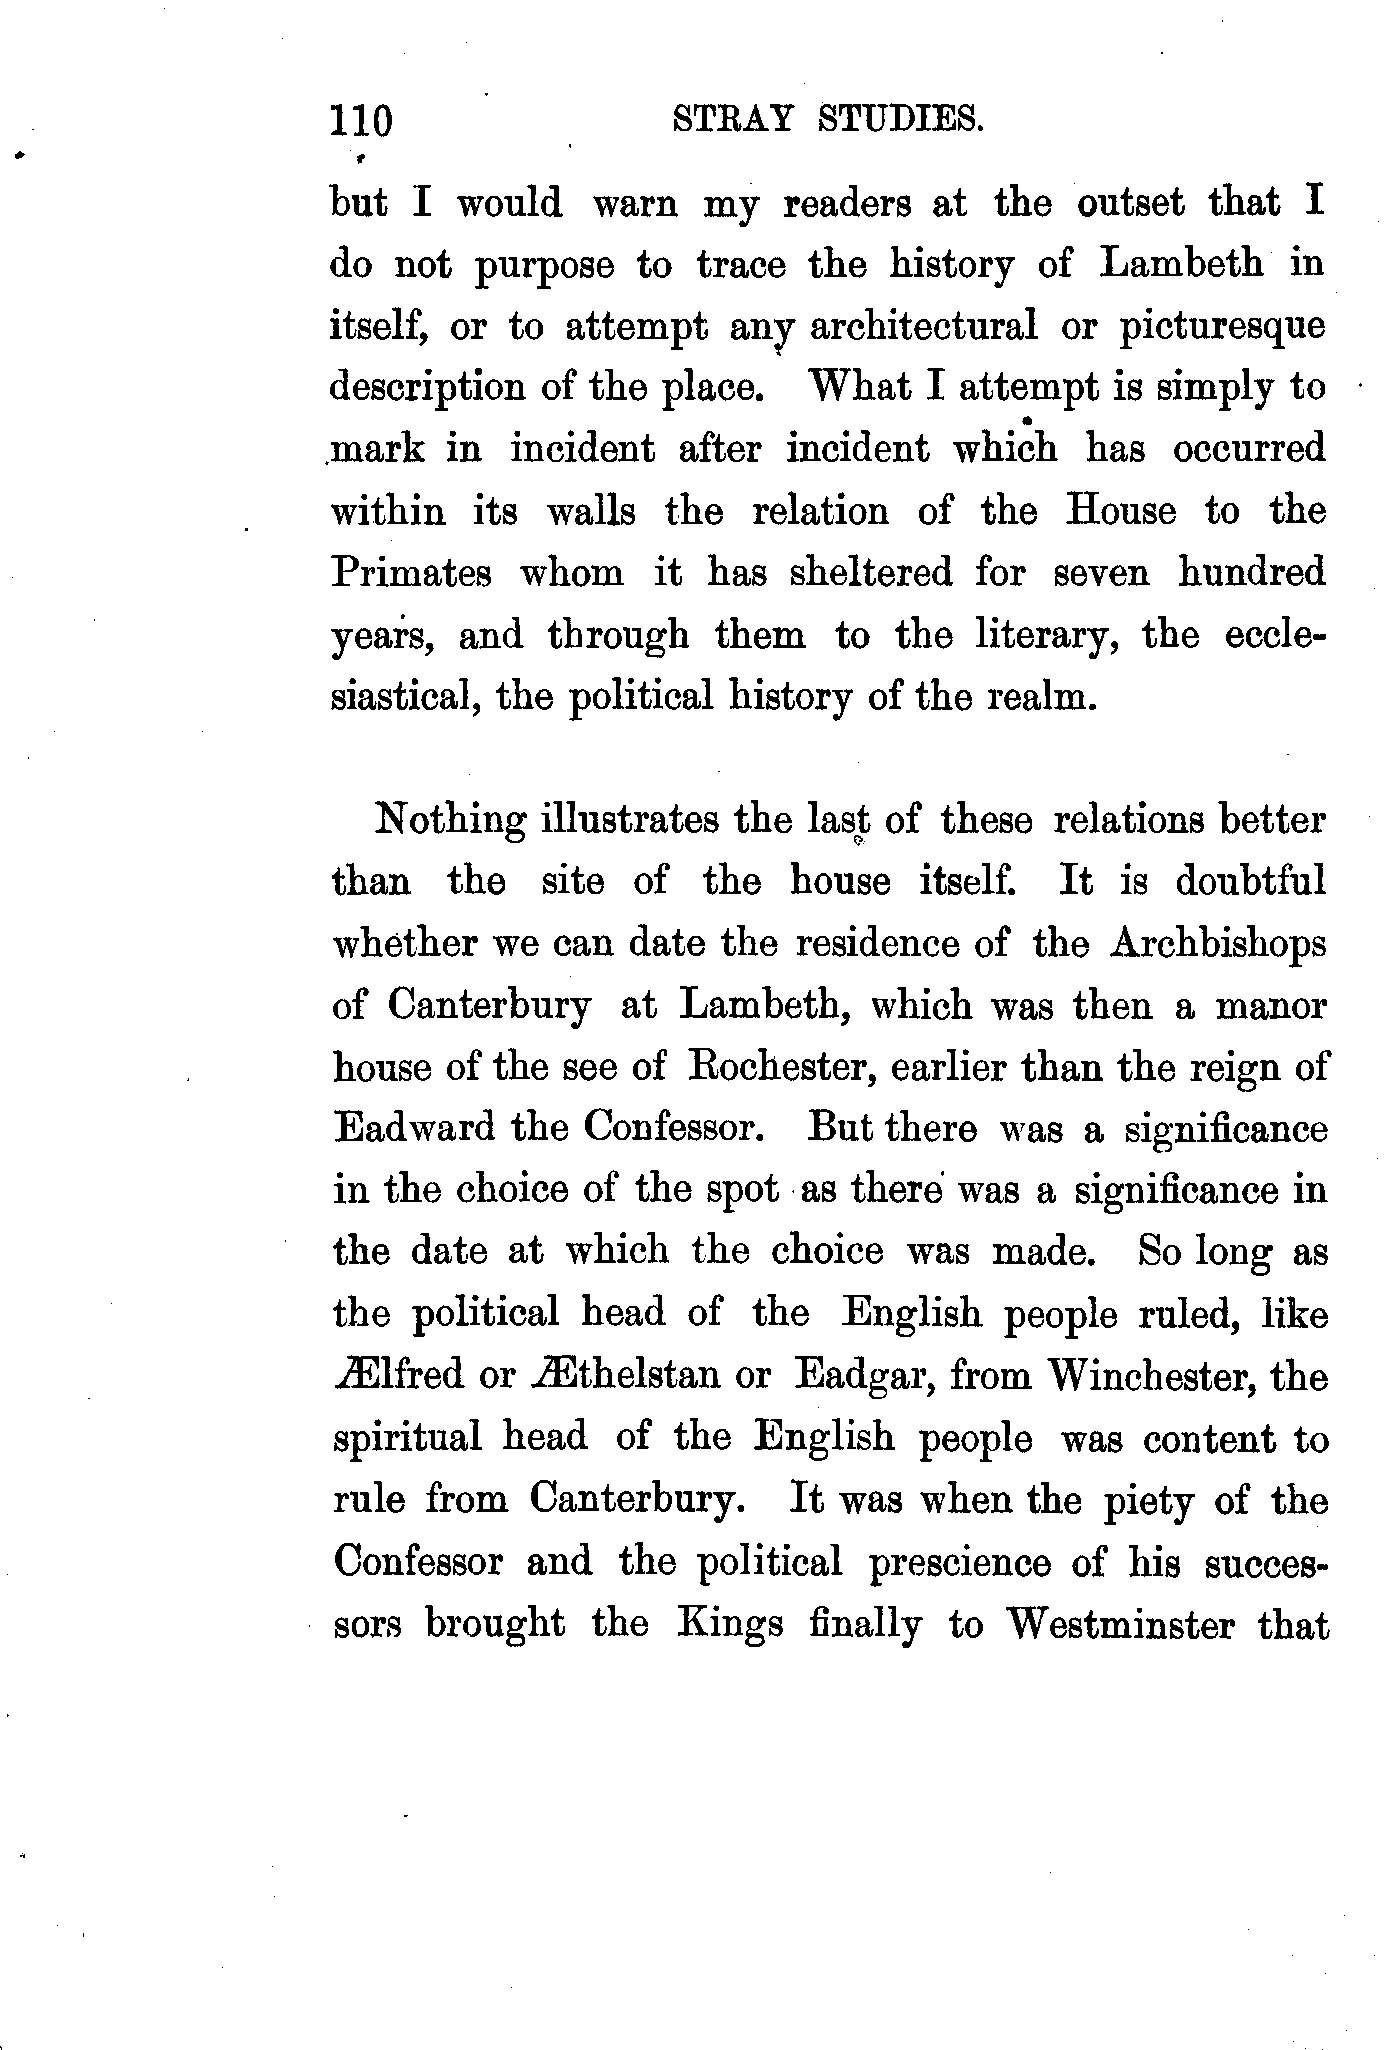 110 STRAY STUDIES.
but I would warn my readers at the outset that I
do not purpose to trace the history of Lambeth in
itself, or to attempt any architectural or picturesque
description of the place. What I attempt is simply to
mark in incident after incident which has occurred
within its walls the relation of the House to the
Primates whom it has sheltered for seven hundred
years, and through them to the literary, the eccle-
siastical, the political history of the realm.
Nothing illustrates the last of these relations better
than the site of the house itself. It is doubtful
whether we can date the residence of the Archbishops
of Canterbury at Lambeth, which was then a manor
house of the see of Rochester, earlier than the reign of
Eadward the Confessor. But there was a significance
in the choice of the spot as there was a significance in
the date at which the choice was made. So long as
the political head of the English people ruled, like
Ælfred or Æthelstan or Eadgar, from Winchester, the
spiritual head of the English people was content to
rule from Canterbury. It was when the piety of the
Confessor and the political prescience of his succes-
sors brought the Kings finally to Westminster that